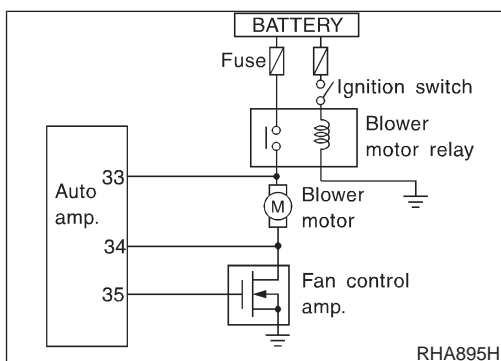 BATTERY
Fuse
Ignition switch
Blower
motor relay
33
Auto
amp.
M
Blower
motor
34
35
Fan control
amp.
RHA895H